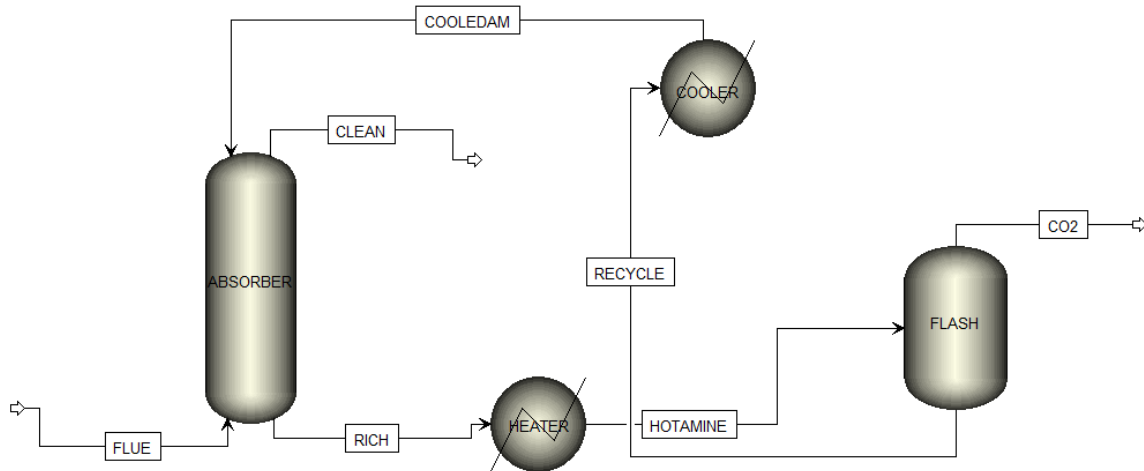 COOLEDAM
COOLER
CLEAN
CO2
RECYCLE
ABSORBER
FLASH
HEATER
HOTAMINE
RICH
FLUE